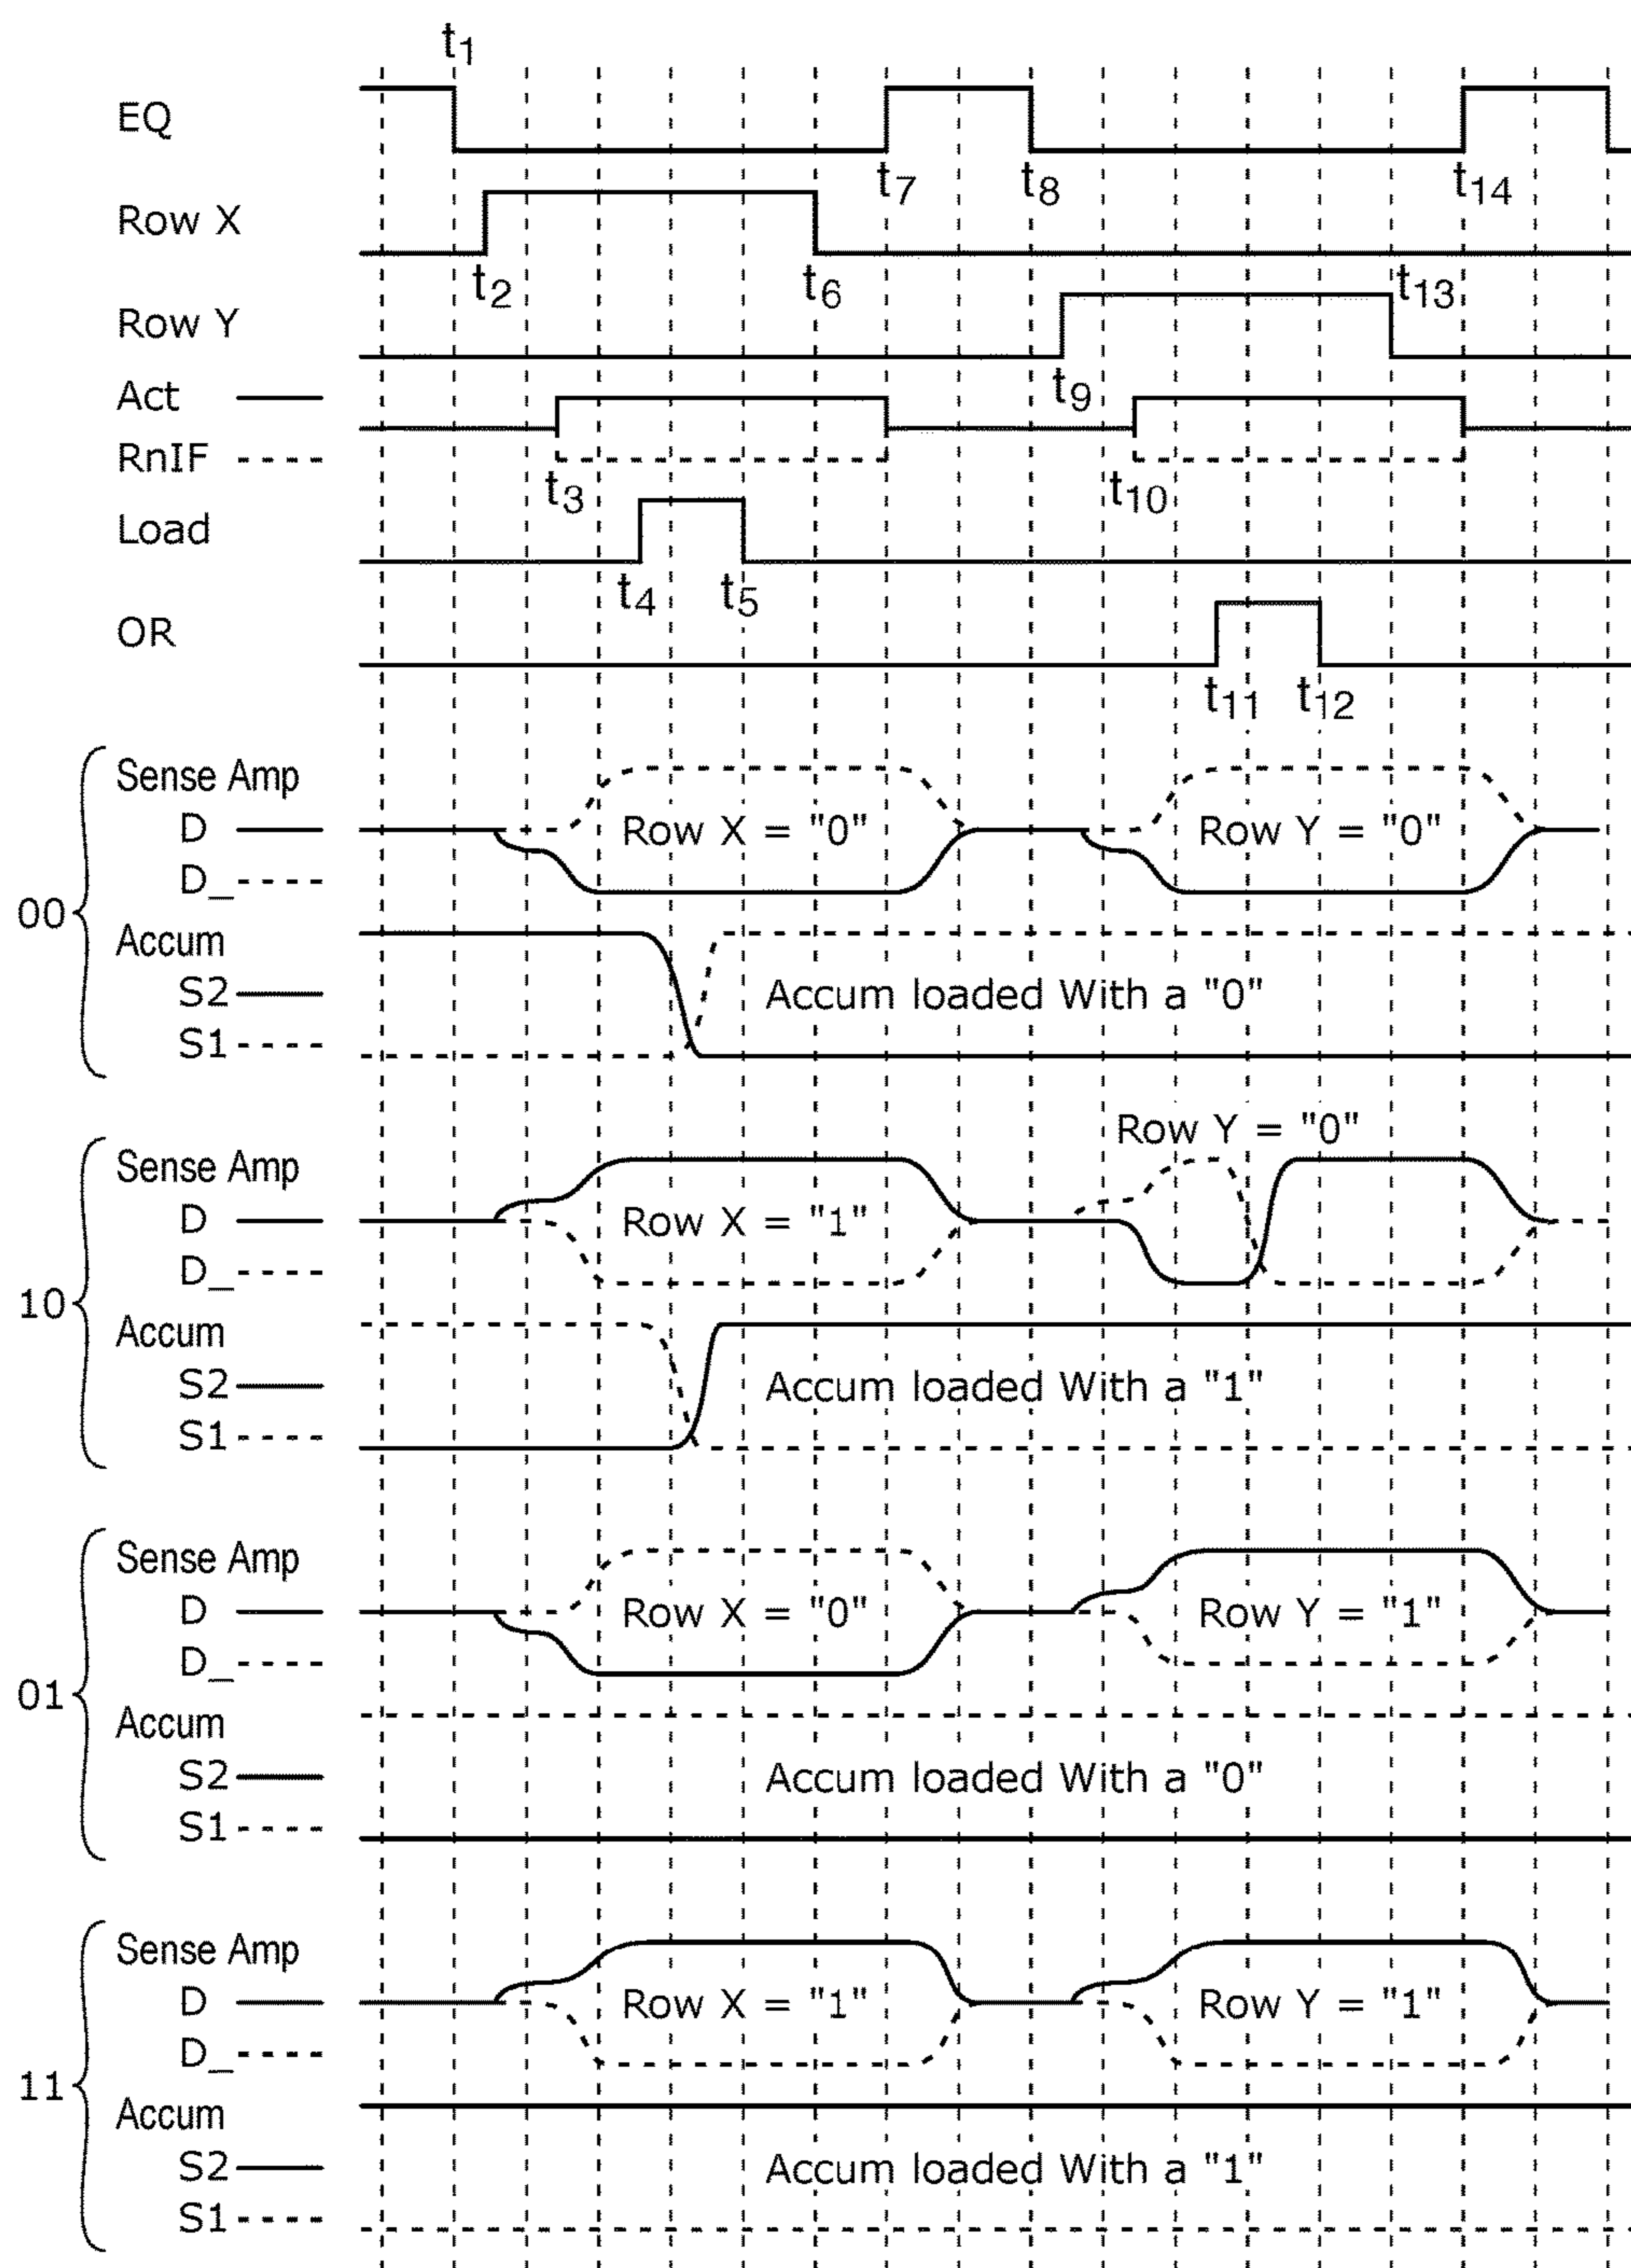 t1
EQ
t7 t8 t14
Row X
t2 t6 t13
Row Y
t9
Act
RnIF
t3 t10
Load
t4 t5
OR
t11 t12
00
Sense Amp
D Row X = "0" Row Y = "0"
D_
Accum
S2 Accum loaded With a "0"
S1
10
Row Y = "0"
Sense Amp
D Row X = "1"
D_
Accum
S2 Accum loaded With a "1"
S1
01
Sense Amp
D Row X = "0" Row Y = "1"
D_
Accum
S2 Accum loaded With a "0"
S1
11
Sense Amp
D Row X = "1" Row Y = "1"
D_
Accum
S2 Accum loaded With a "1"
S1